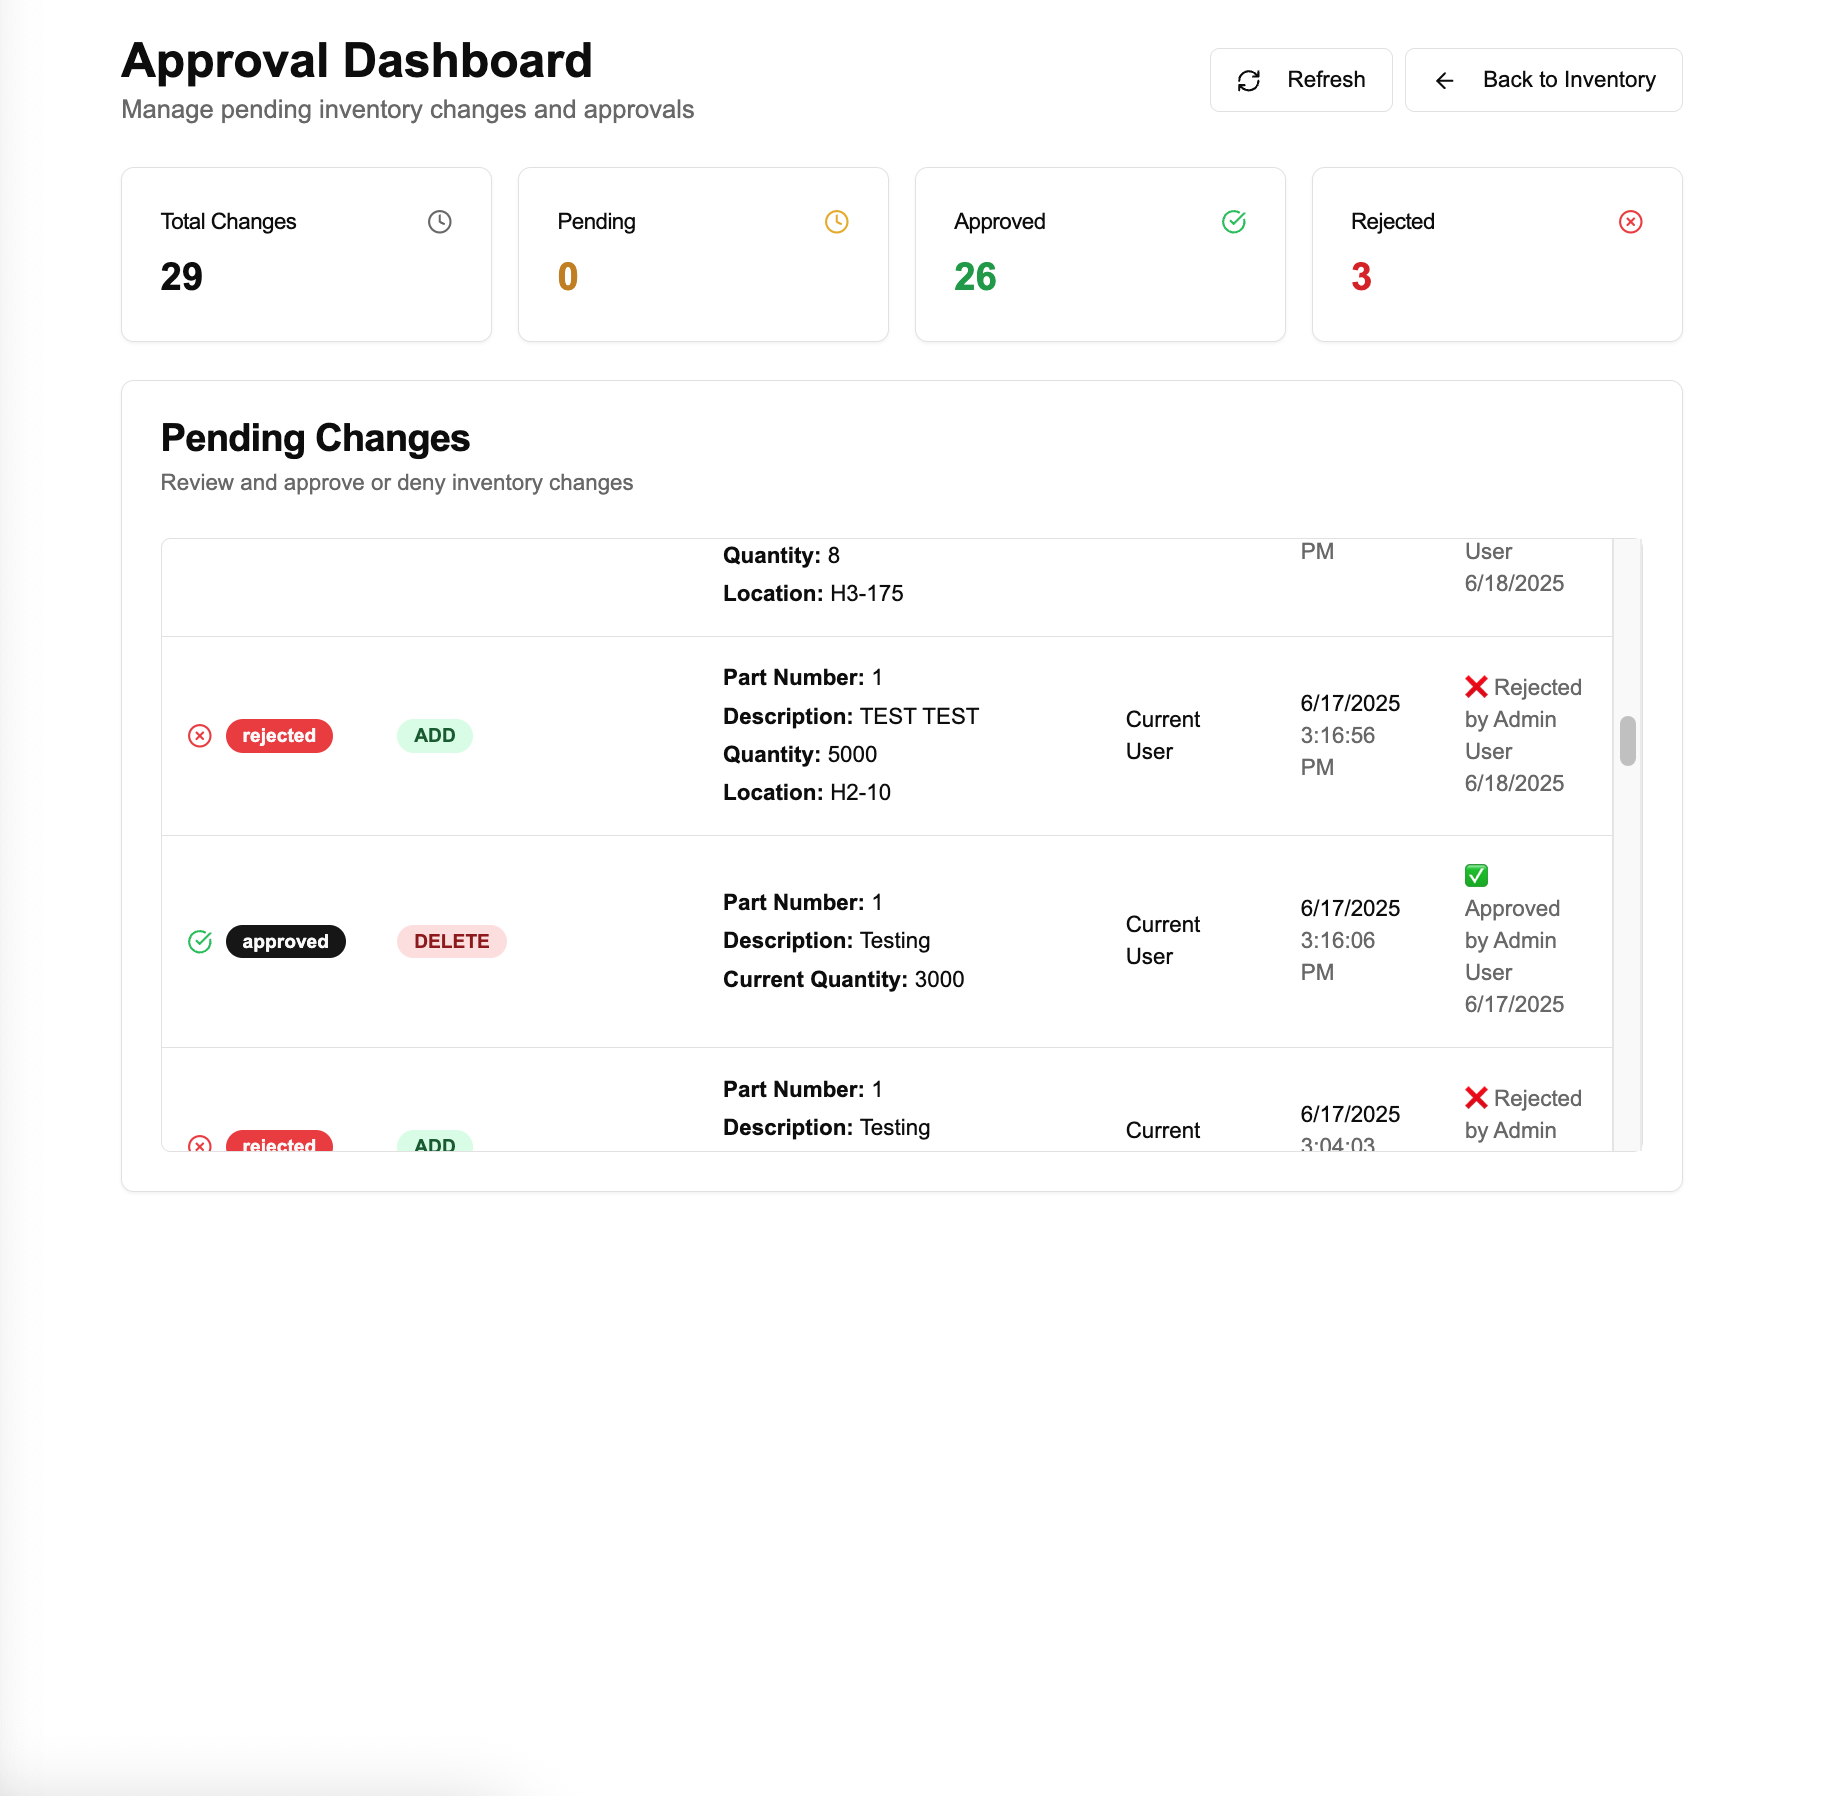 Approval Dashboard
Manage pending inventory changes and approvals
Refresh
Back to Inventory
Total Changes
29
Pending
0
Approved
26
Rejected
3
Pending Changes
Review and approve or deny inventory changes
Quantity: 8
Location: H3-175
PM
User
6/18/2025
rejected
ADD
Part Number: 1
Description: TEST TEST
Quantity: 5000
Location: H2-10
Current
User
6/17/2025
3:16:56
PM
❌ Rejected
by Admin
User
6/18/2025
approved
DELETE
Part Number: 1
Description: Testing
Current Quantity: 3000
Current
User
6/17/2025
3:16:06
PM
✅
Approved
by Admin
User
6/17/2025
rejected
ADD
Part Number: 1
Description: Testing
Current
6/17/2025
3:04:03
❌ Rejected
by Admin